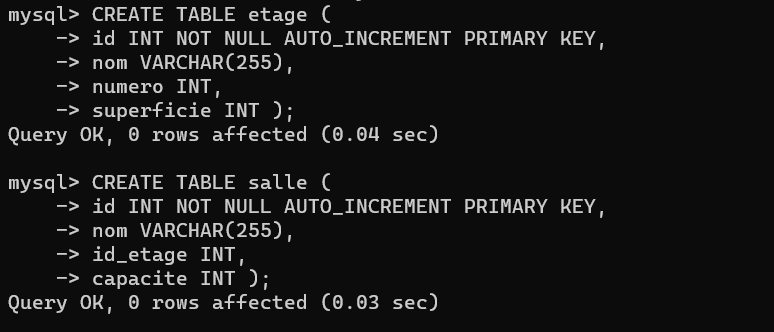 mysql> CREATE TABLE etage (
    -> id INT NOT NULL AUTO_INCREMENT PRIMARY KEY,
    -> nom VARCHAR(255),
    -> numero INT,
    -> superficie INT );
Query OK, 0 rows affected (0.04 sec)

mysql> CREATE TABLE salle (
    -> id INT NOT NULL AUTO_INCREMENT PRIMARY KEY,
    -> nom VARCHAR(255),
    -> id_etage INT,
    -> capacite INT );
Query OK, 0 rows affected (0.03 sec)